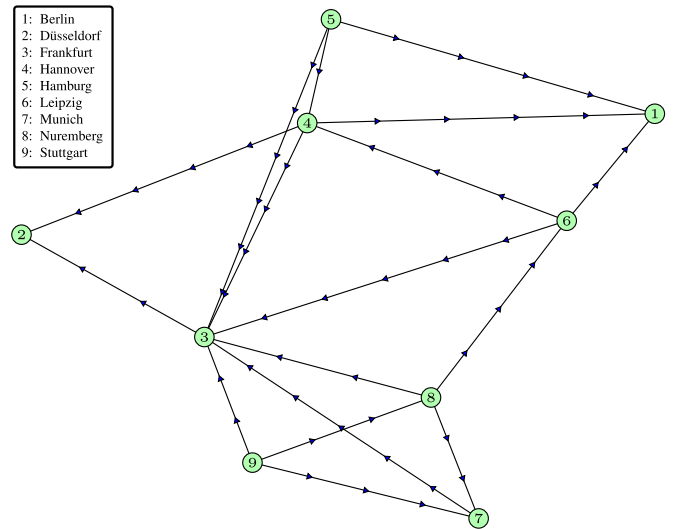 1: Berlin
2: Düsseldorf
3: Frankfurt
4: Hannover
5: Hamburg
6: Leipzig
7: Munich
8: Nuremberg
9: Stuttgart
5
4
1
6
2
3
8
9
7